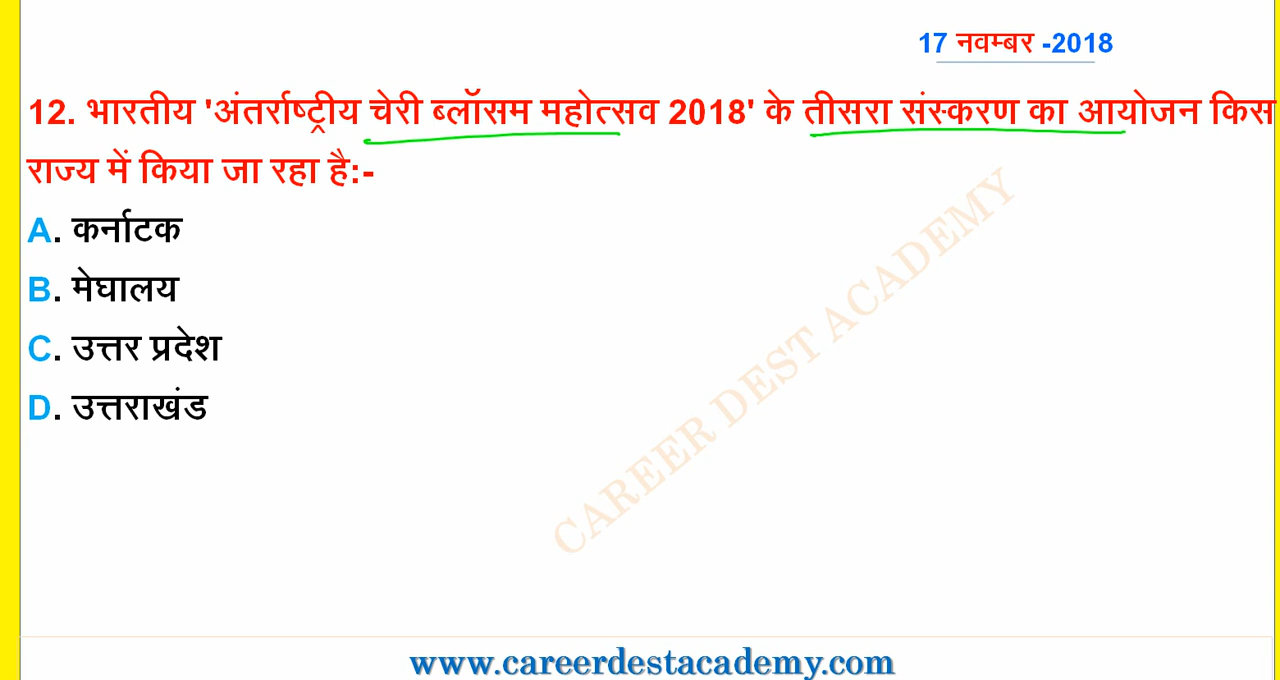 17 नवम्बर -2018
12. भारतीय 'अंतर्राष्ट्रीय चेरी ब्लॉसम महोत्सव 2018' के तीसरा संस्करण का आयोजन किस
राज्य में किया जा रहा है:-
A. कर्नाटक
B. मेघालय
C. उत्तर प्रदेश
D. उत्तराखंड
CAREER DEST ACADEMY
www.careerdestacademy.com